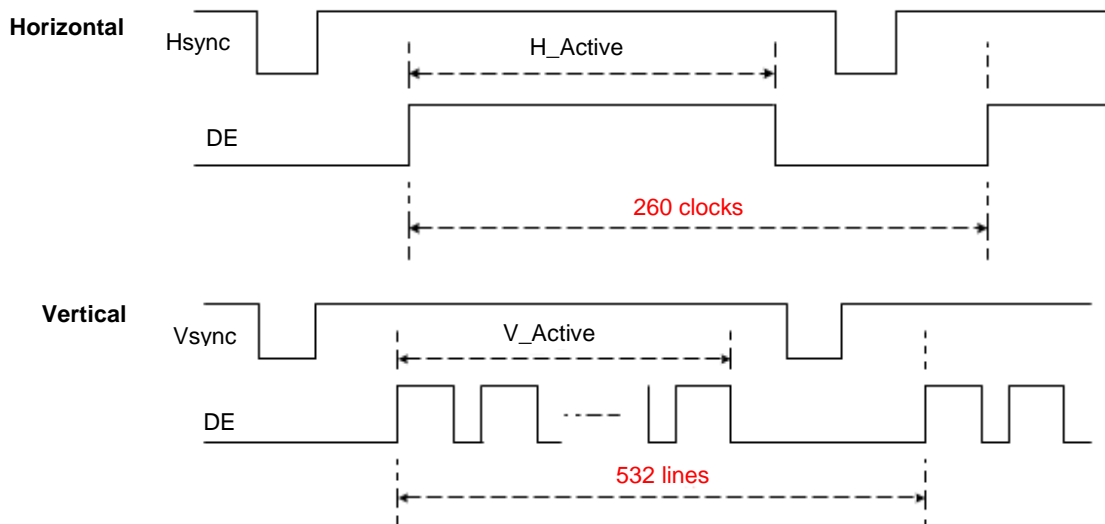 Horizontal
Hsync
H_Active
DE
260 clocks
Vertical
Vsync
V_Active
DE
532 lines